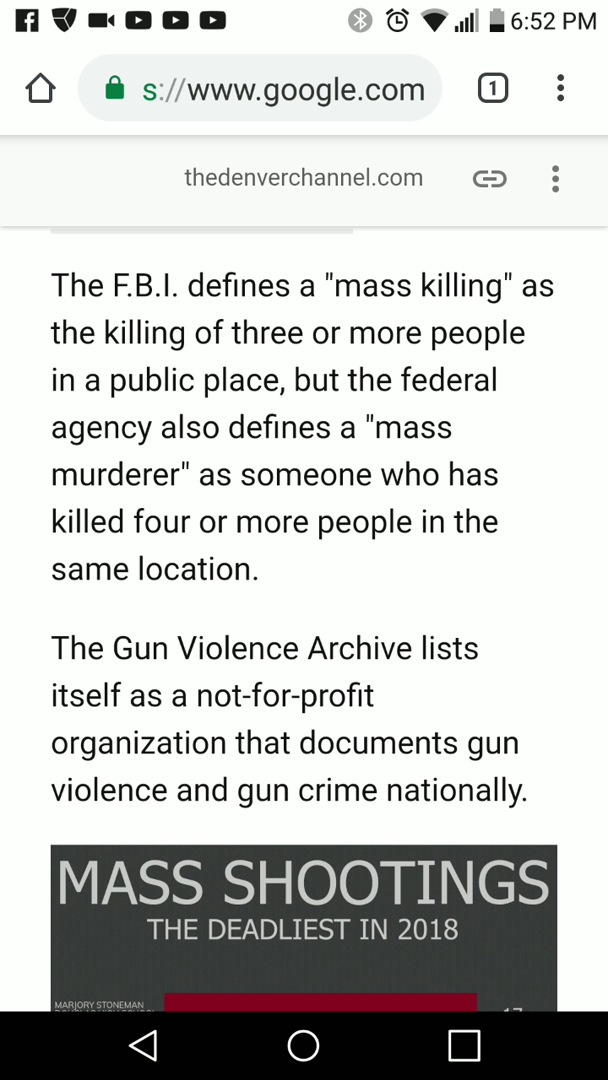 6:52 PM
s://www.google.com
1
thedenverchannel.com
The F.B.I. defines a "mass killing" as
the killing of three or more people
in a public place, but the federal
agency also defines a "mass
murderer" as someone who has
killed four or more people in the
same location.
The Gun Violence Archive lists
itself as a not-for-profit
organization that documents gun
violence and gun crime nationally.
MASS SHOOTINGS
THE DEADLIEST IN 2018
MARJORY STONEMAN
17